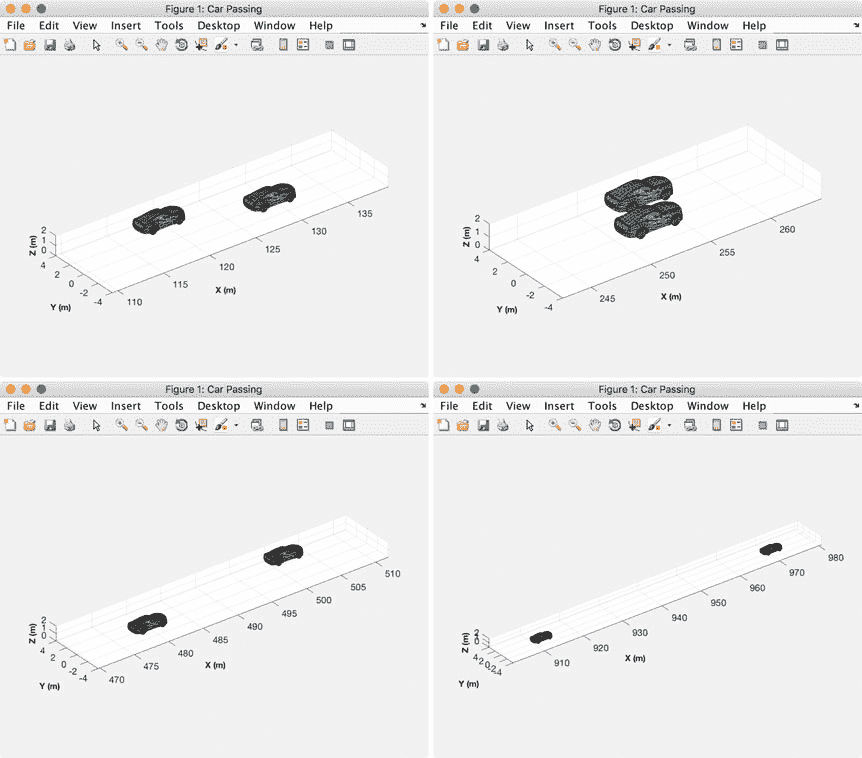 Figure 1: Car Passing
File Edit View Insert Tools Desktop Window Help
2
1
0
Z (m)
4
2
0
-2
-4
Y (m)
110
115
120
125
130
135
X (m)
Figure 1: Car Passing
File Edit View Insert Tools Desktop Window Help
2
1
0
Z (m)
4
2
0
-2
-4
Y (m)
245
250
255
260
X (m)
Figure 1: Car Passing
File Edit View Insert Tools Desktop Window Help
2
1
0
Z (m)
4
2
0
-2
-4
Y (m)
470
475
480
485
490
495
500
505
510
X (m)
Figure 1: Car Passing
File Edit View Insert Tools Desktop Window Help
2
0
Z (m)
4
2
0
-2
-4
Y (m)
910
920
930
940
950
960
970
980
X (m)